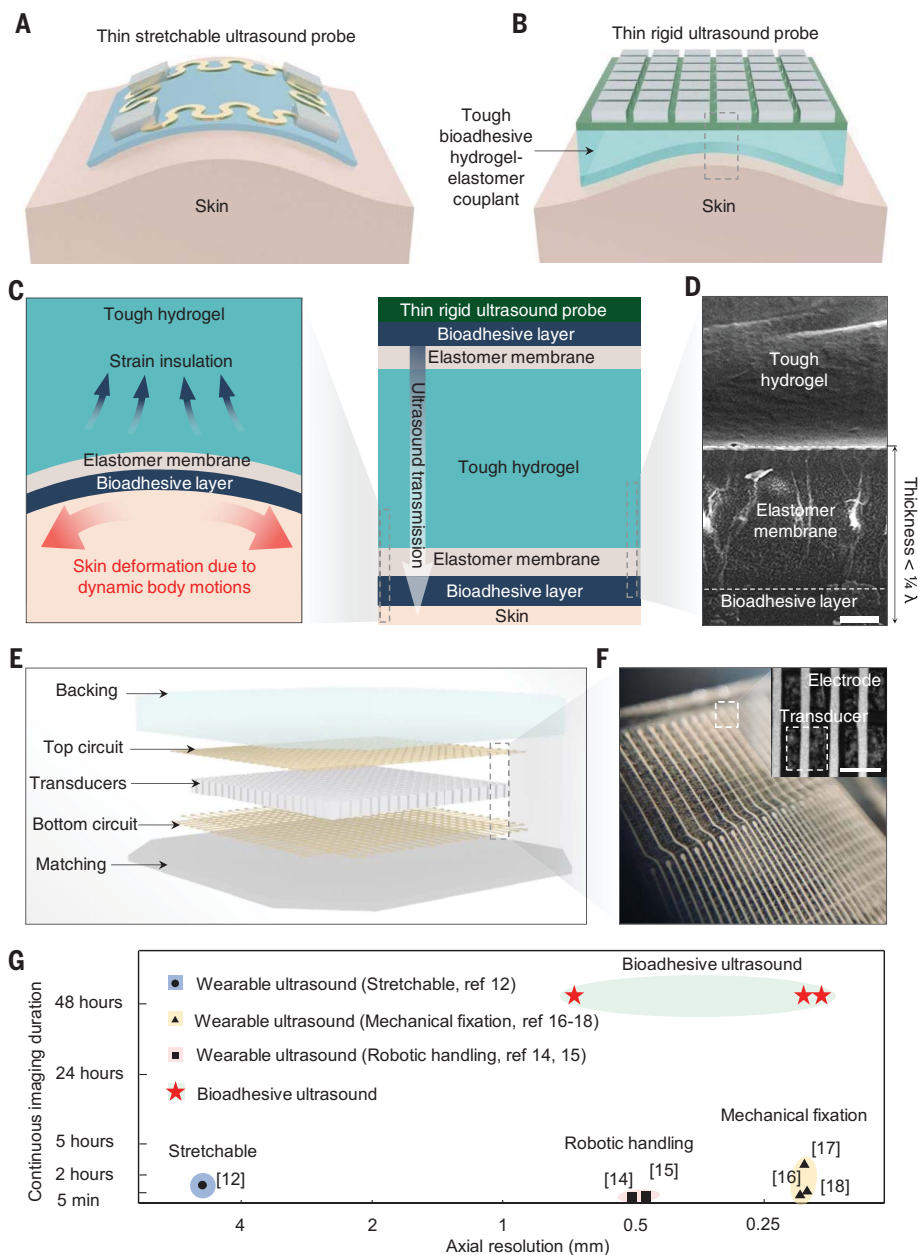 A
Thin stretchable ultrasound probe
Skin
B
Thin rigid ultrasound probe
Tough
bioadhesive
hydrogel-
elastomer
couplant
Skin
C
Tough hydrogel
Strain insulation
Elastomer membrane
Bioadhesive layer
Skin deformation due to
dynamic body motions
Thin rigid ultrasound probe
Bioadhesive layer
Elastomer membrane
Ultrasound transmission
Tough hydrogel
Elastomer membrane
Bioadhesive layer
Skin
D
Tough
hydrogel
Elastomer
membrane
Bioadhesive layer
Thickness < ¼ λ
E
Backing
Top circuit
Transducers
Bottom circuit
Matching
F
Electrode
Transducer
G
Continuous imaging duration
48 hours
24 hours
5 hours
2 hours
5 min
Wearable ultrasound (Stretchable, ref 12)
Wearable ultrasound (Mechanical fixation, ref 16-18)
Wearable ultrasound (Robotic handling, ref 14, 15)
Bioadhesive ultrasound
Bioadhesive ultrasound
Stretchable
[12]
Robotic handling
[14]
[15]
Mechanical fixation
[17]
[16]
[18]
4
2
1
0.5
0.25
Axial resolution (mm)